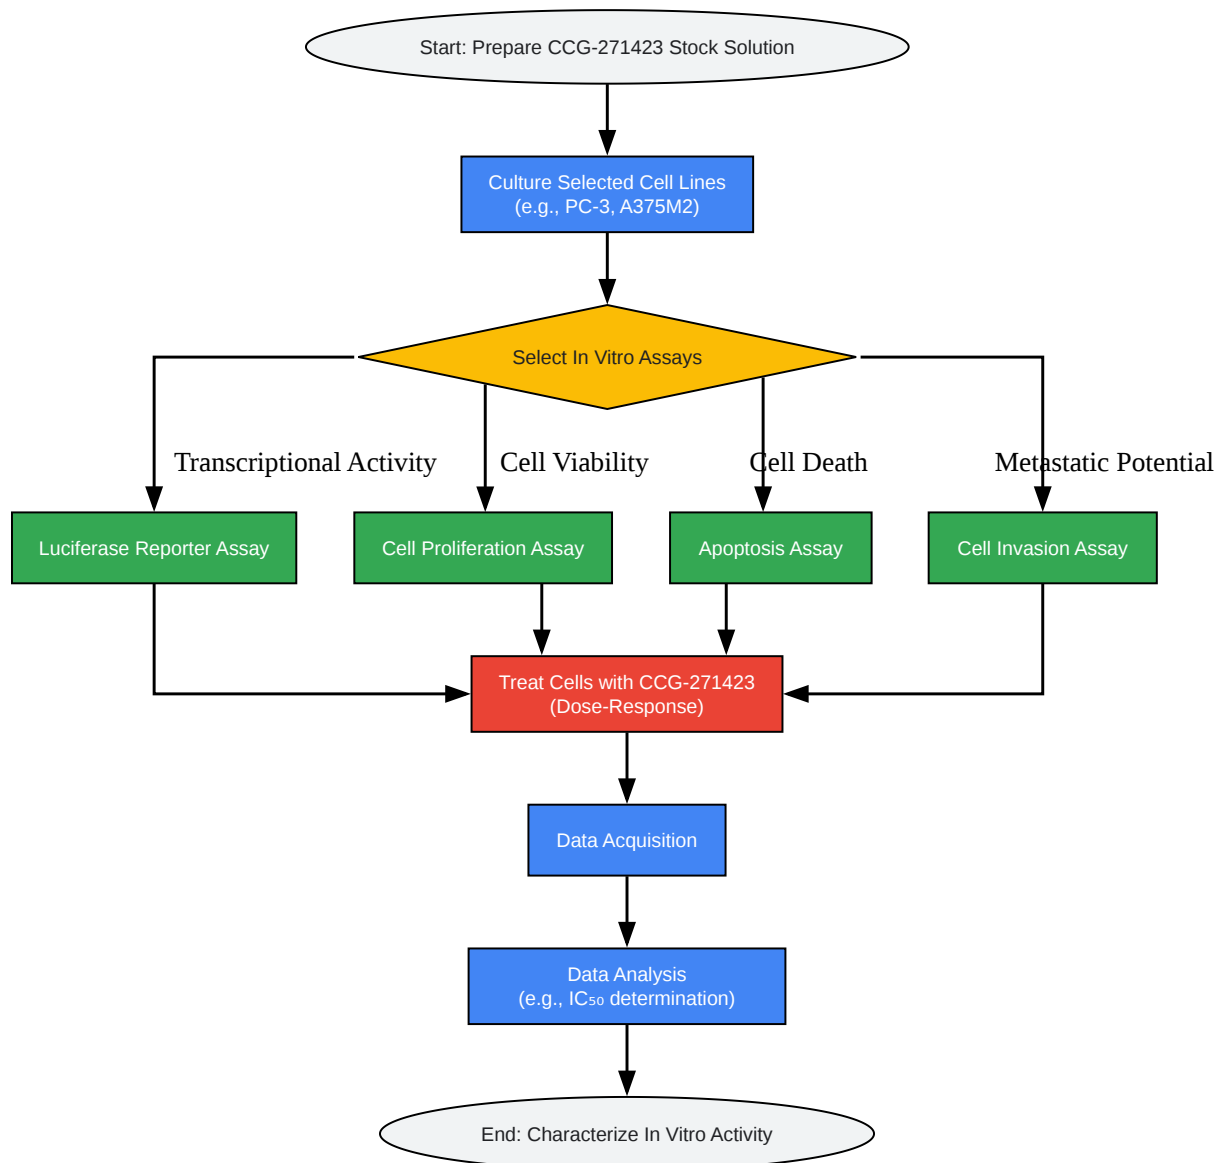 Start: Prepare CCG-271423 Stock Solution
Culture Selected Cell Lines
(e.g., PC-3, A375M2)
Select In Vitro Assays
Transcriptional Activity
Cell Viability
Cell Death
Metastatic Potential
Luciferase Reporter Assay
Cell Proliferation Assay
Apoptosis Assay
Cell Invasion Assay
Treat Cells with CCG-271423
(Dose-Response)
Data Acquisition
Data Analysis
(e.g., IC₅₀ determination)
End: Characterize In Vitro Activity